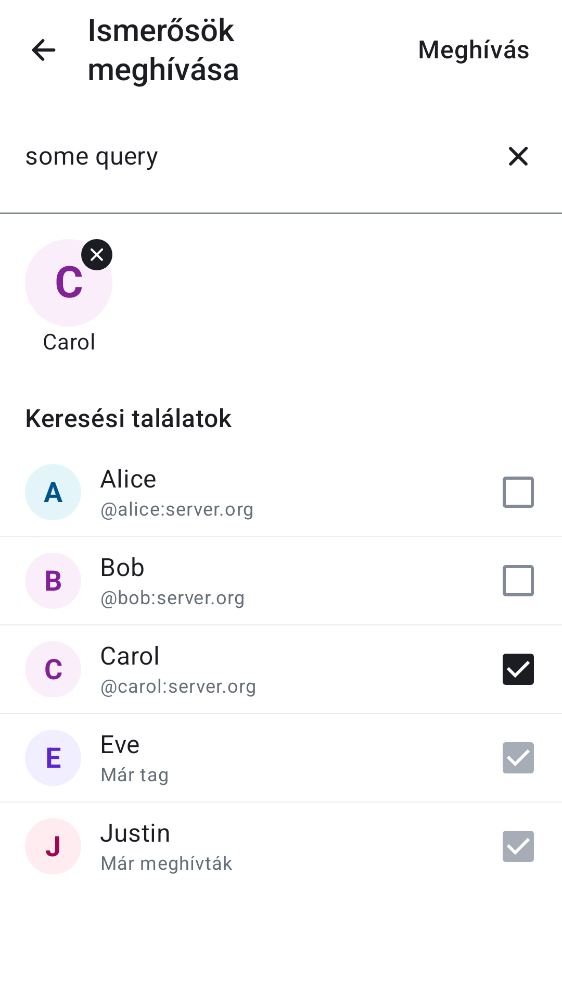 Ismerősök
meghívása
Meghívás
some query
C
Carol
Keresési találatok
A
Alice
@alice:server.org
B
Bob
@bob:server.org
C
Carol
@carol:server.org
E
Eve
Már tag
J
Justin
Már meghívták